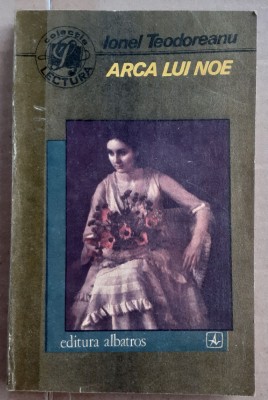 colecția
LECTURA
Ionel Teodoreanu
ARCA LUI NOE
editura albatros